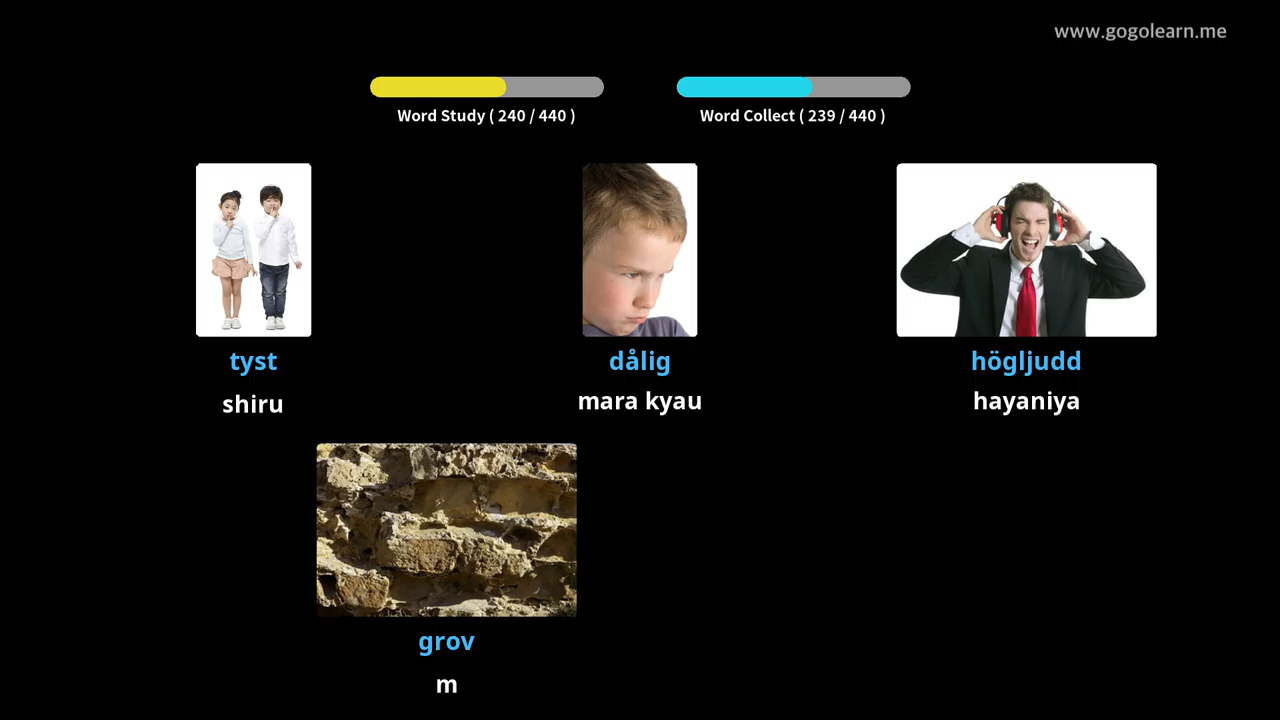 www.gogolearn.me
Word Study ( 240 / 440 )
Word Collect ( 239 / 440 )
tyst
shiru
dålig
mara kyau
högljudd
hayaniya
grov
m